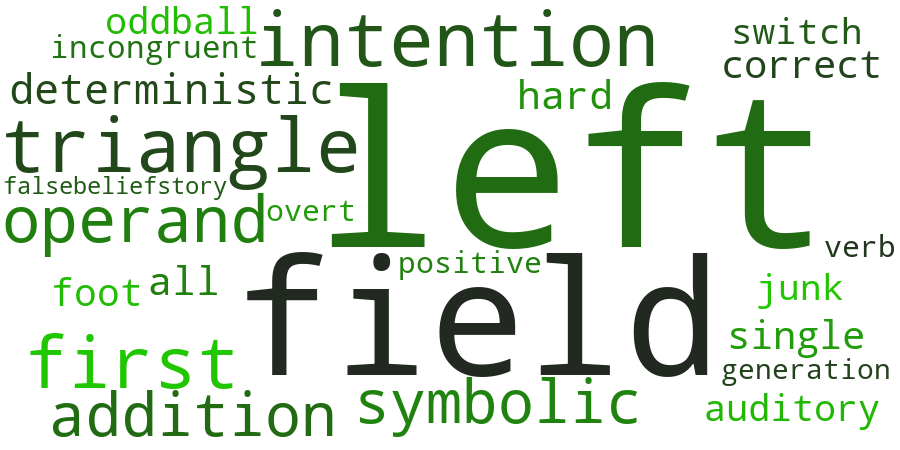 oddball
intention
switch
incongruent
correct
deterministic
hard
left
triangle
falsebeliefstory
operand
overt
verb
positive
field
foot
all
junk
first
single
generation
addition
symbolic
auditory